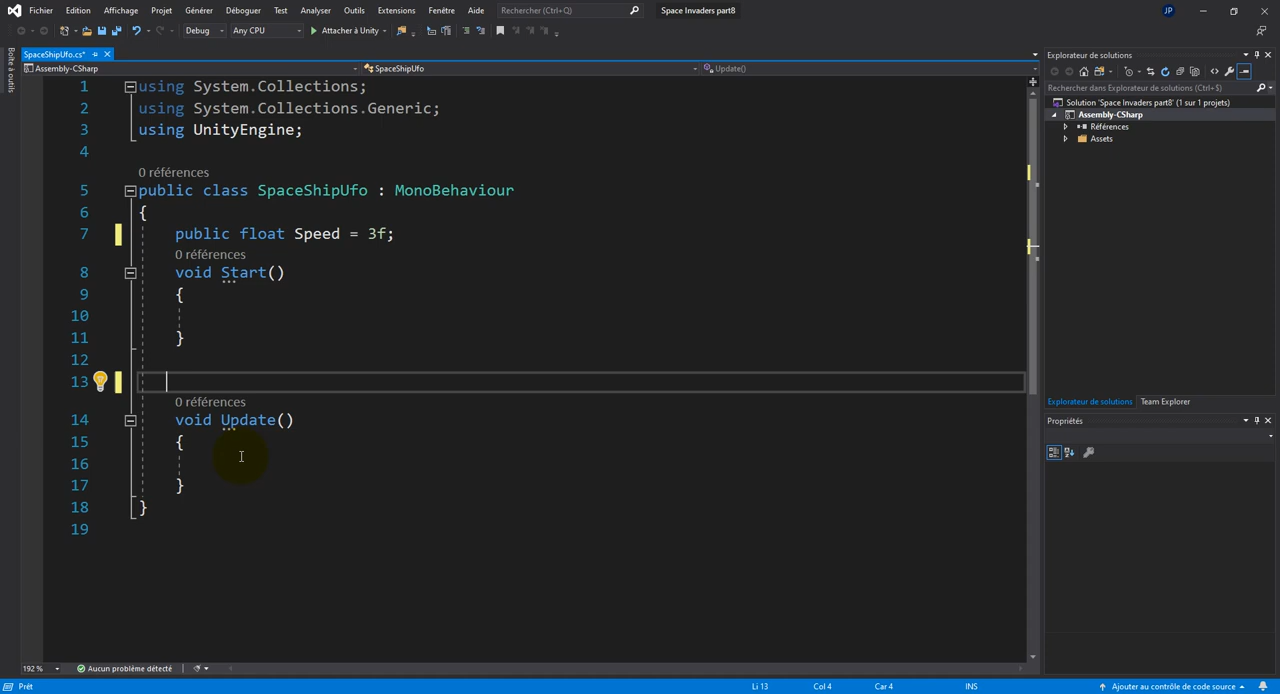 Fichier Edition Affichage Projet Générer Déboguer Test Analyser Outils Extensions Fenêtre Aide Rechercher (Ctrl+Q) Space Invaders part8 JP
Debug Any CPU Attacher à Unity
Boîte à outils
SpaceShipUfo.cs*
Assembly-CSharp SpaceShipUfo Update()
1 using System.Collections;
2 using System.Collections.Generic;
3 using UnityEngine;
4
0 références
5 public class SpaceShipUfo : MonoBehaviour
6 {
7 public float Speed = 3f;
0 références
8 void Start()
9 {
10
11 }
12
13
0 références
14 void Update()
15 {
16
17 }
18 }
19
192 % Aucun problème détecté
Prêt Li 13 Col 4 Car 4 INS Ajouter au contrôle de code source
Explorateur de solutions
Rechercher dans Explorateur de solutions (Ctrl+$)
Solution 'Space Invaders part8' (1 sur 1 projets)
Assembly-CSharp
Références
Assets
Explorateur de solutions Team Explorer
Propriétés